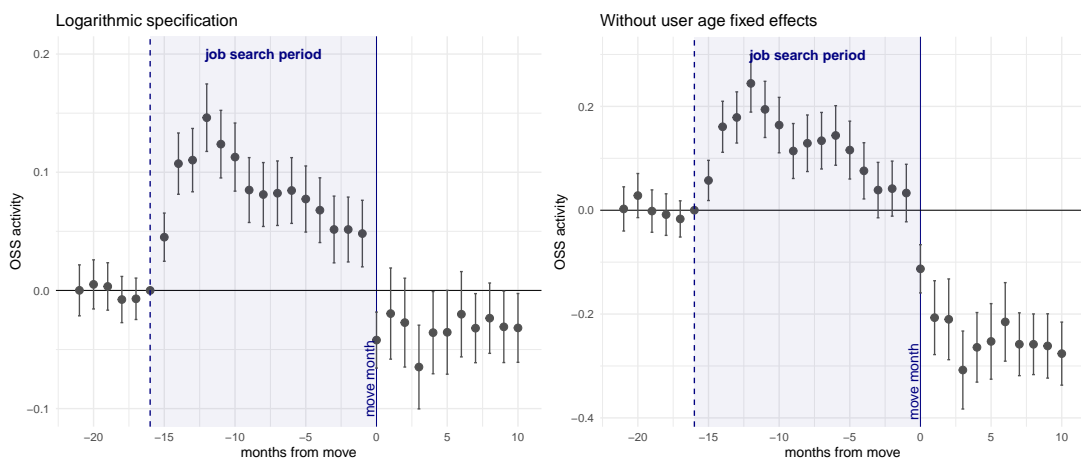 Logarithmic specification
job search period
0.2
0.1
0.0
−0.1
OSS activity
move month
−20
−15
−10
−5
0
5
10
months from move
Without user age fixed effects
job search period
0.2
0.0
−0.2
−0.4
OSS activity
move month
−20
−15
−10
−5
0
5
10
months from move